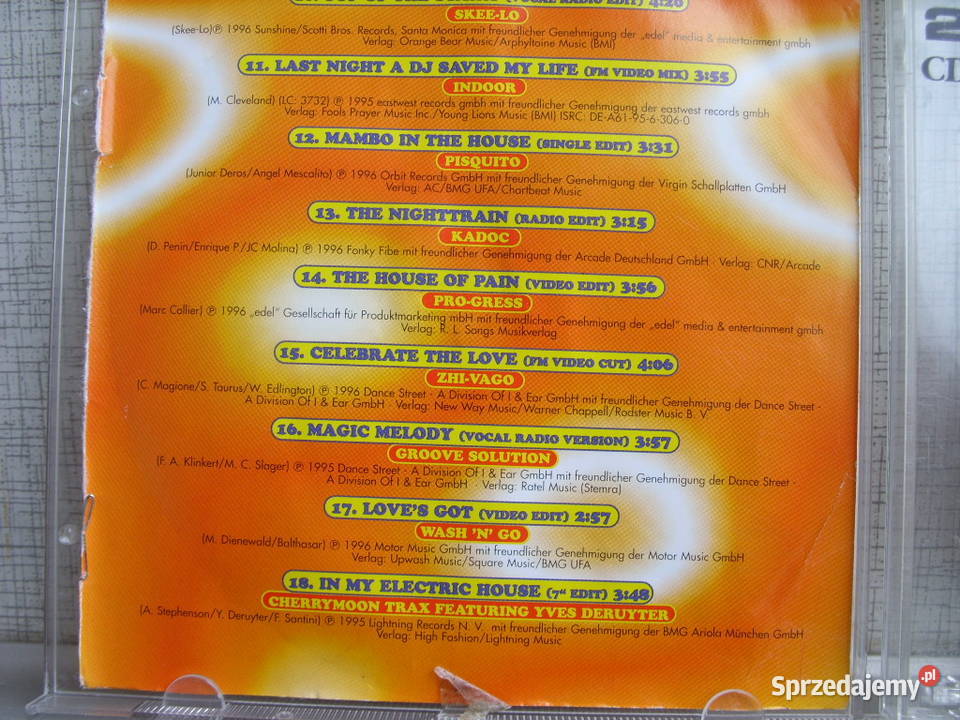 (VOCAL RADIO EDIT) 4:26
SKEE-LO
(Skee-Lo)℗ 1996 Sunshine/Scotti Bros. Records, Santa Monica mit freundlicher Genehmigung der „edel” media & entertainment gmbh
Verlag: Orange Bear Music/Arphyltaine Music (BMI)
11. LAST NIGHT A DJ SAVED MY LIFE (FM VIDEO MIX) 3:55
INDOOR
(M. Cleveland) (LC: 3732) ℗ 1995 eastwest records gmbh mit freundlicher Genehmigung der eastwest records gmbh
Verlag: Fools Prayer Music Inc./Young Lions Music (BMI) ISRC: DE-A61-95-6-306-0
12. MAMBO IN THE HOUSE (SINGLE EDIT) 3:31
PISQUITO
(Junior Deros/Angel Mescalito) ℗ 1996 Orbit Records GmbH mit freundlicher Genehmigung der Virgin Schallplatten GmbH
Verlag: AC/BMG UFA/Chartbeat Music
13. THE NIGHTTRAIN (RADIO EDIT) 3:15
KADOC
(D. Penin/Enrique P./JC Molina) ℗ 1996 Fonky Fibe mit freundlicher Genehmigung der Arcade Deutschland GmbH · Verlag: CNR/Arcade
14. THE HOUSE OF PAIN (VIDEO EDIT) 3:56
PRO-GRESS
(Marc Callier) ℗ 1996 „edel” Gesellschaft für Produktmarketing mbH mit freundlicher Genehmigung der „edel” media & entertainment gmbh
Verlag: R. L. Songs Musikverlag
15. CELEBRATE THE LOVE (FM VIDEO CUT) 4:06
ZHI-VAGO
(C. Magione/S. Taurus/W. Edlington) ℗ 1996 Dance Street · A Division Of I & Ear GmbH mit freundlicher Genehmigung der Dance Street ·
A Division Of I & Ear GmbH · Verlag: New Way Music/Warner Chappell/Rodster Music B. V.
16. MAGIC MELODY (VOCAL RADIO VERSION) 3:57
GROOVE SOLUTION
(F. A. Klinkert/M. C. Slager) ℗ 1995 Dance Street · A Division Of I & Ear GmbH mit freundlicher Genehmigung der Dance Street ·
A Division Of I & Ear GmbH · Verlag: Ratel Music (Stemra)
17. LOVE'S GOT (VIDEO EDIT) 2:57
WASH 'N' GO
(M. Dienewald/Balthasar) ℗ 1996 Motor Music GmbH mit freundlicher Genehmigung der Motor Music GmbH
Verlag: Upwash Music/Square Music/BMG UFA
18. IN MY ELECTRIC HOUSE (7" EDIT) 3:48
CHERRYMOON TRAX FEATURING YVES DERUYTER
(A. Stephenson/Y. Deruyter/F. Santini) ℗ 1995 Lightning Records N. V. mit freundlicher Genehmigung der BMG Ariola München GmbH
Verlag: High Fashion/Lightning Music
2
CD
Sprzedajemy.pl